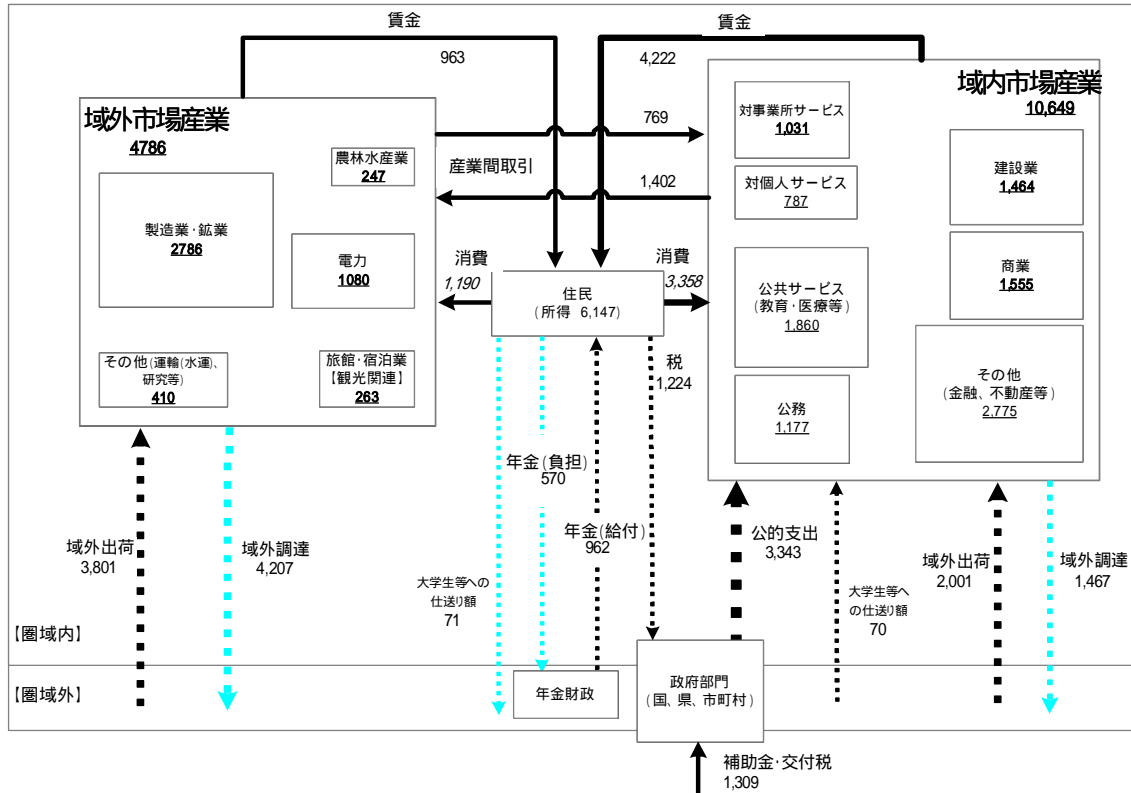 賃金
963
賃金
4,222
域外市場産業
4786
農林水産業
247
製造業・鉱業
2786
電力
1080
その他(運輸(水運)、
研究等)
410
旅館・宿泊業
【観光関連】
263
769
産業間取引
1,402
域内市場産業
10,649
対事業所サービス
1,031
対個人サービス
787
建設業
1,464
商業
1,555
公共サービス
(教育・医療等)
1,860
その他
(金融、不動産等)
2,775
公務
1,177
消費
1,190
住民
(所得 6,147)
消費
3,358
税
1,224
年金(負担)
570
年金(給付)
962
大学生等への
仕送り額
71
域外出荷
3,801
域外調達
4,207
公的支出
3,343
大学生等へ
の仕送り額
70
域外出荷
2,001
域外調達
1,467
【圏域内】
【圏域外】
年金財政
政府部門
(国、県、市町村)
補助金・交付税
1,309